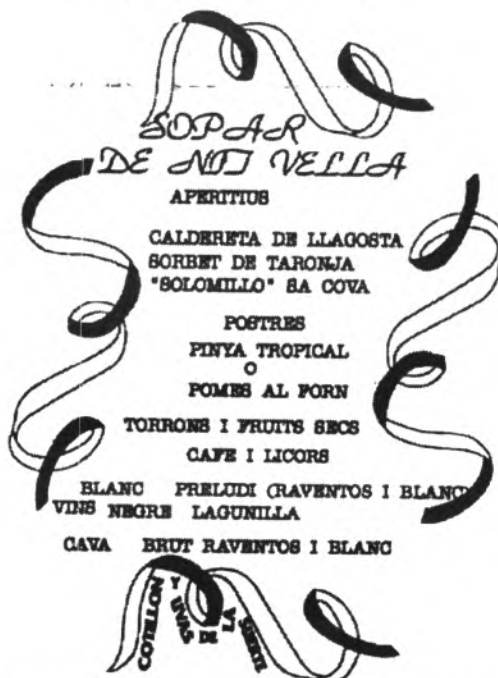 SOPAR
DE NIT VELLA
APERITIUS
CALDERETA DE LLAGOSTA
SORBET DE TARONJA
"SOLOMILLO" SA COVA
POSTRES
PINYA TROPICAL
O
POMES AL FORN
TORRONS I FRUITS SECS
CAFE I LICORS
BLANC PRELUDI (RAVENTOS I BLANC)
VINS NEGRE LAGUNILLA
CAVA BRUT RAVENTOS I BLANC
COTILLON Y UVAS DE LA SUERTE